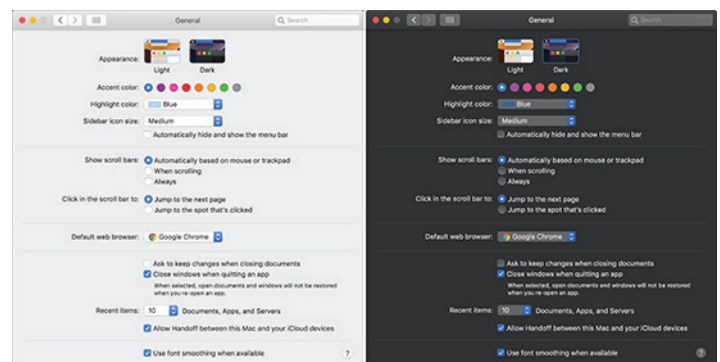 General
Search
Appearance:
Light Dark
Accent color:
Highlight color: Blue
Sidebar icon size: Medium
Automatically hide and show the menu bar
Show scroll bars: Automatically based on mouse or trackpad
When scrolling
Always
Click in the scroll bar to: Jump to the next page
Jump to the spot that's clicked
Default web browser: Google Chrome
Ask to keep changes when closing documents
Close windows when quitting an app
When selected, open documents and windows will not be restored
when you re-open an app.
Recent items: 10 Documents, Apps, and Servers
Allow Handoff between this Mac and your iCloud devices
Use font smoothing when available ?
General
Search
Appearance:
Light Dark
Accent color:
Highlight color: Blue
Sidebar icon size: Medium
Automatically hide and show the menu bar
Show scroll bars: Automatically based on mouse or trackpad
When scrolling
Always
Click in the scroll bar to: Jump to the next page
Jump to the spot that's clicked
Default web browser: Google Chrome
Ask to keep changes when closing documents
Close windows when quitting an app
When selected, open documents and windows will not be restored
when you re-open an app.
Recent items: 10 Documents, Apps, and Servers
Allow Handoff between this Mac and your iCloud devices
Use font smoothing when available ?